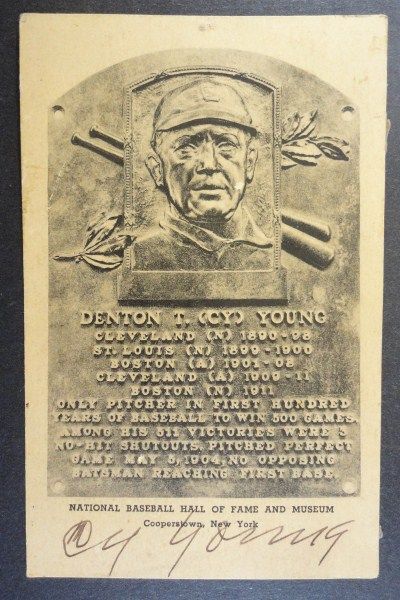 DENTON T. (CY) YOUNG
CLEVELAND (N) 1890-98
ST. LOUIS (N) 1899-1900
BOSTON (A) 1901-08
CLEVELAND (A) 1909-11
BOSTON (N) 1911
ONLY PITCHER IN FIRST HUNDRED
YEARS OF BASEBALL TO WIN 500 GAMES.
AMONG HIS 511 VICTORIES WERE 3
NO-HIT SHUTOUTS. PITCHED PERFECT
GAME MAY 5, 1904, NO OPPOSING
BATSMAN REACHING FIRST BASE.
NATIONAL BASEBALL HALL OF FAME AND MUSEUM
Cooperstown, New York
Cy Young